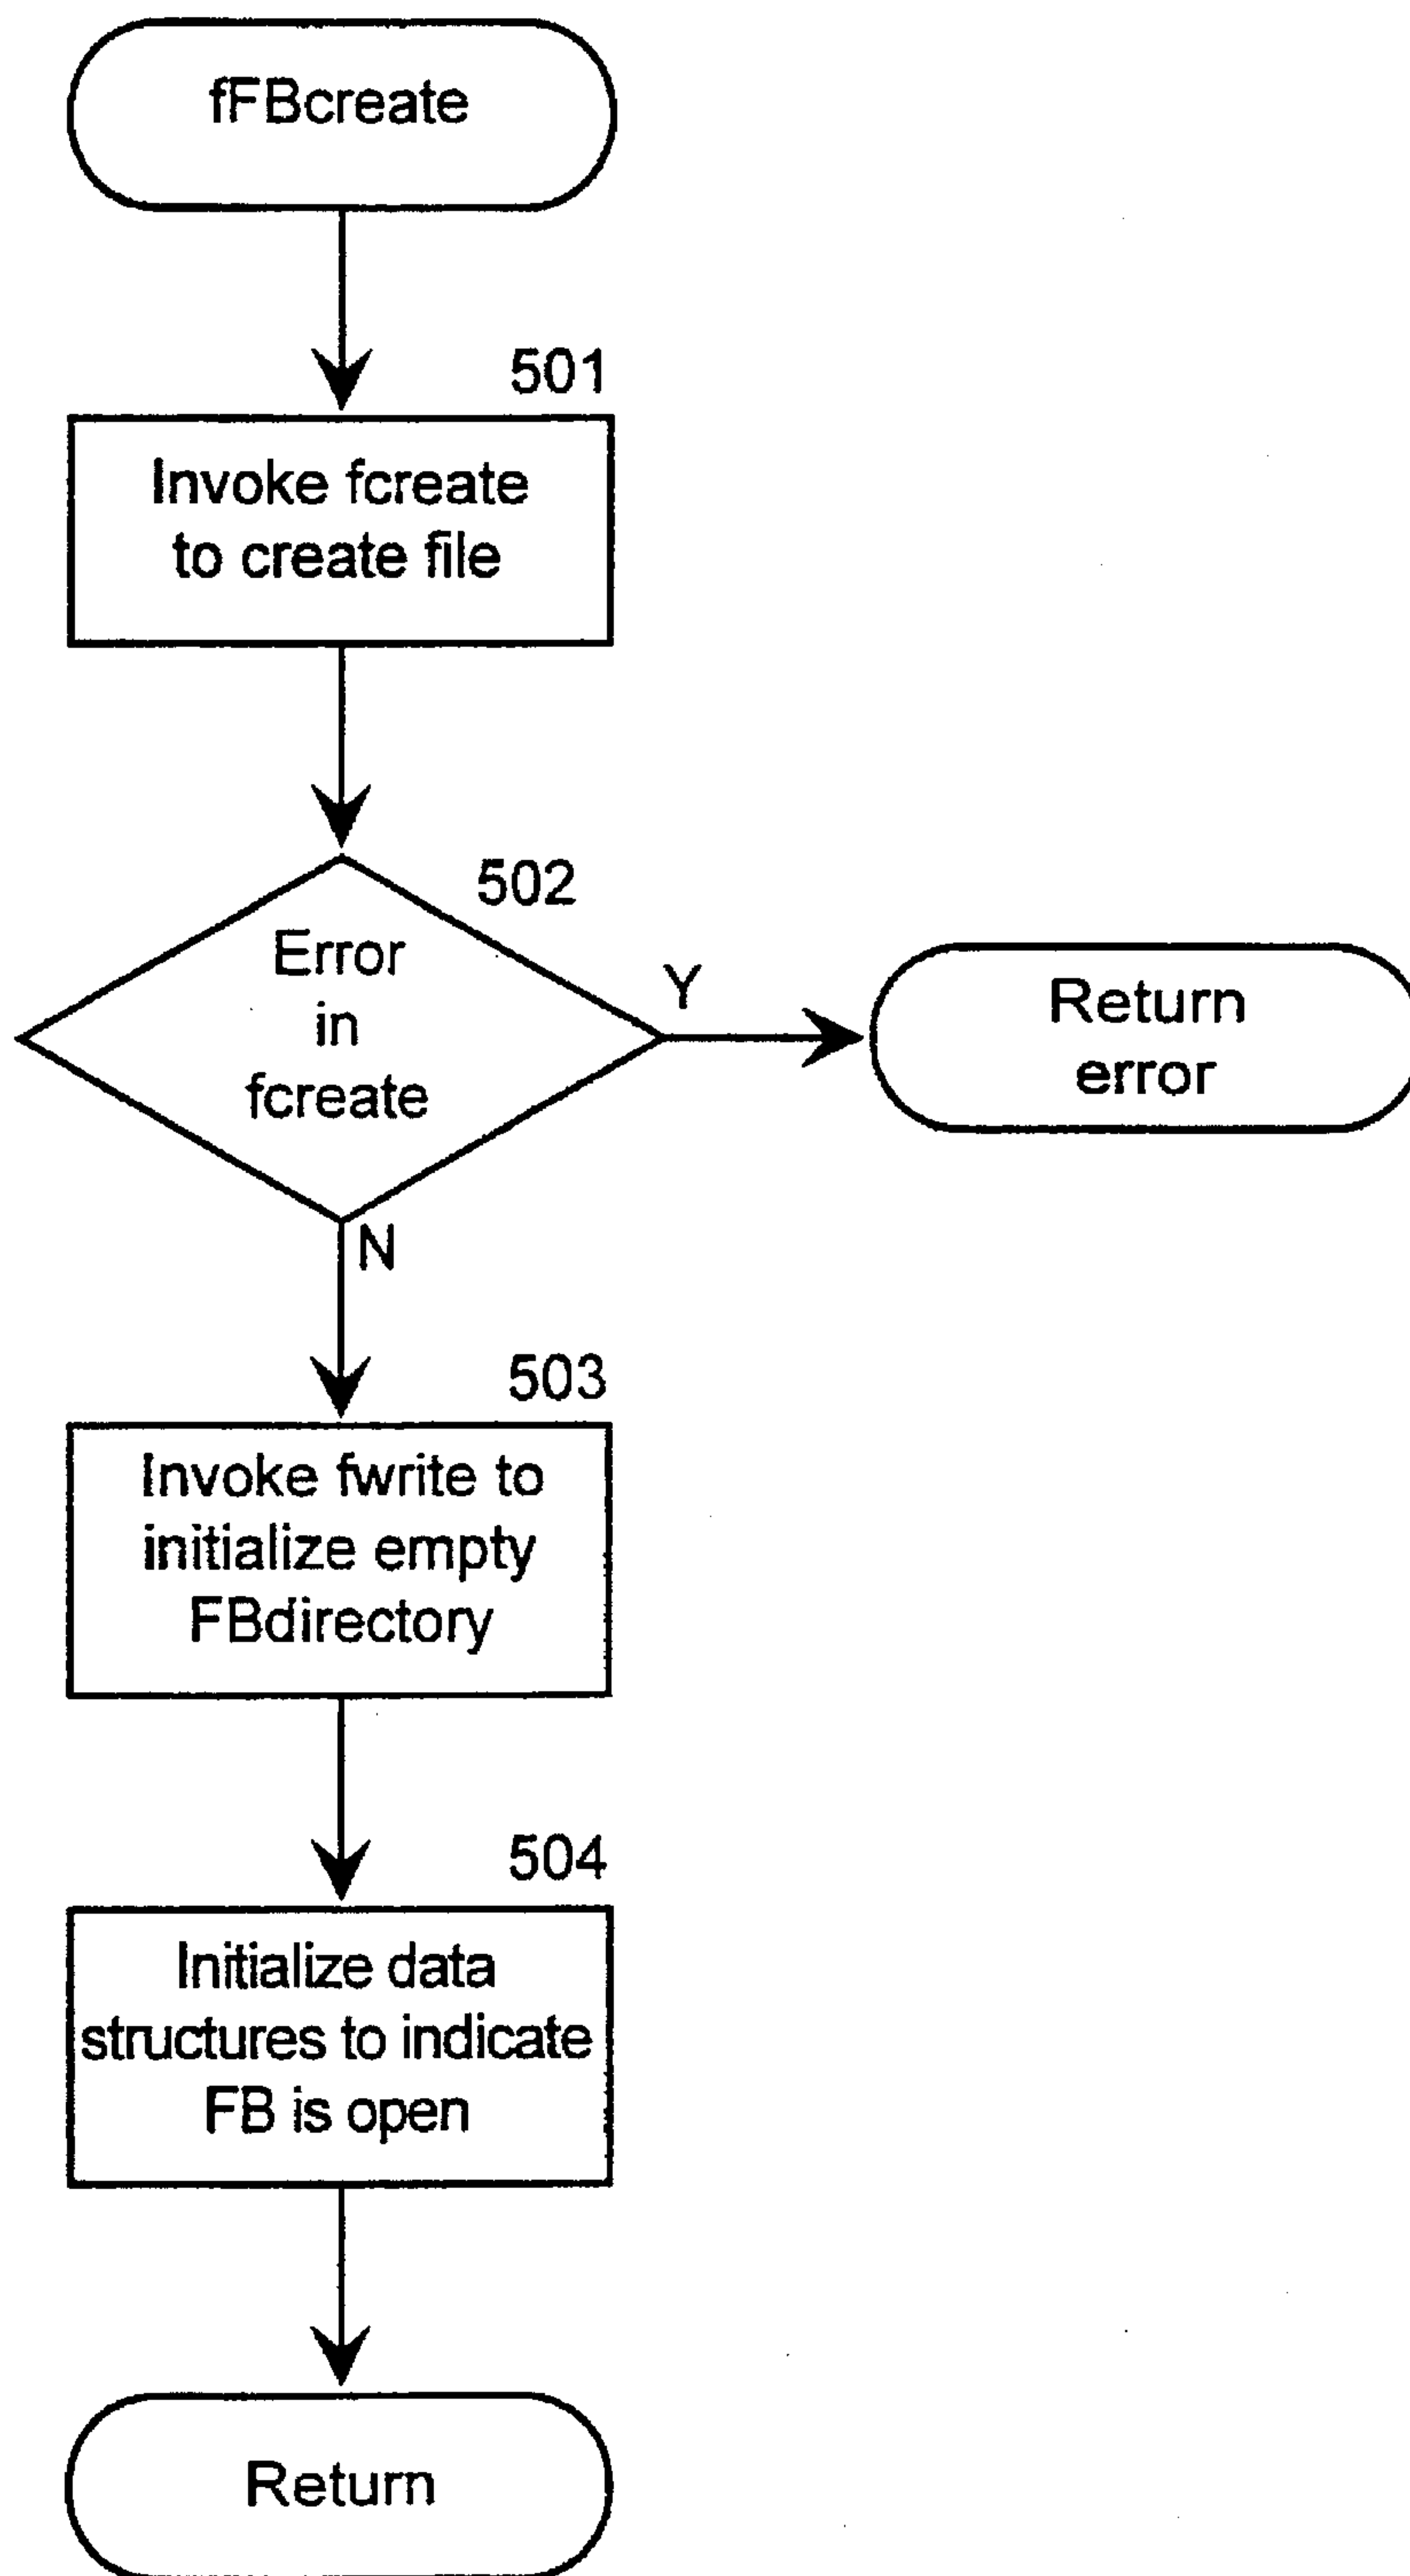 fFBcreate
501
Invoke fcreate
to create file
502
Error
in
fcreate
Y
Return
error
N
503
Invoke fwrite to
initialize empty
FBdirectory
504
Initialize data
structures to indicate
FB is open
Return